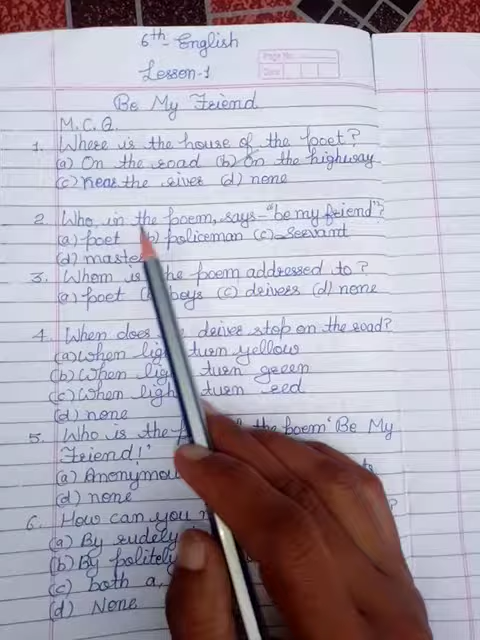 6th - English
Page No.
Date
Lesson-1
Be My Friend
M.C.Q.
1. Where is the house of the poet?
(a) On the road (b) On the highway
(c) near the river (d) none
2. Who in the poem, says- "be my friend"?
(a) poet (b) policeman (c) servant
(d) master
3. Whom is the poem addressed to?
(a) poet (b) boys (c) drivers (d) none
4. When does driver stop on the road?
(a) When turn yellow
(b) When turn green
(c) When light turn red
(d) none
5. Who is the the poem 'Be My
Friend!'
(a)
(d) none
6. How can you ?
(a) By rudely
(b) By politely
(c) both a,
(d) None